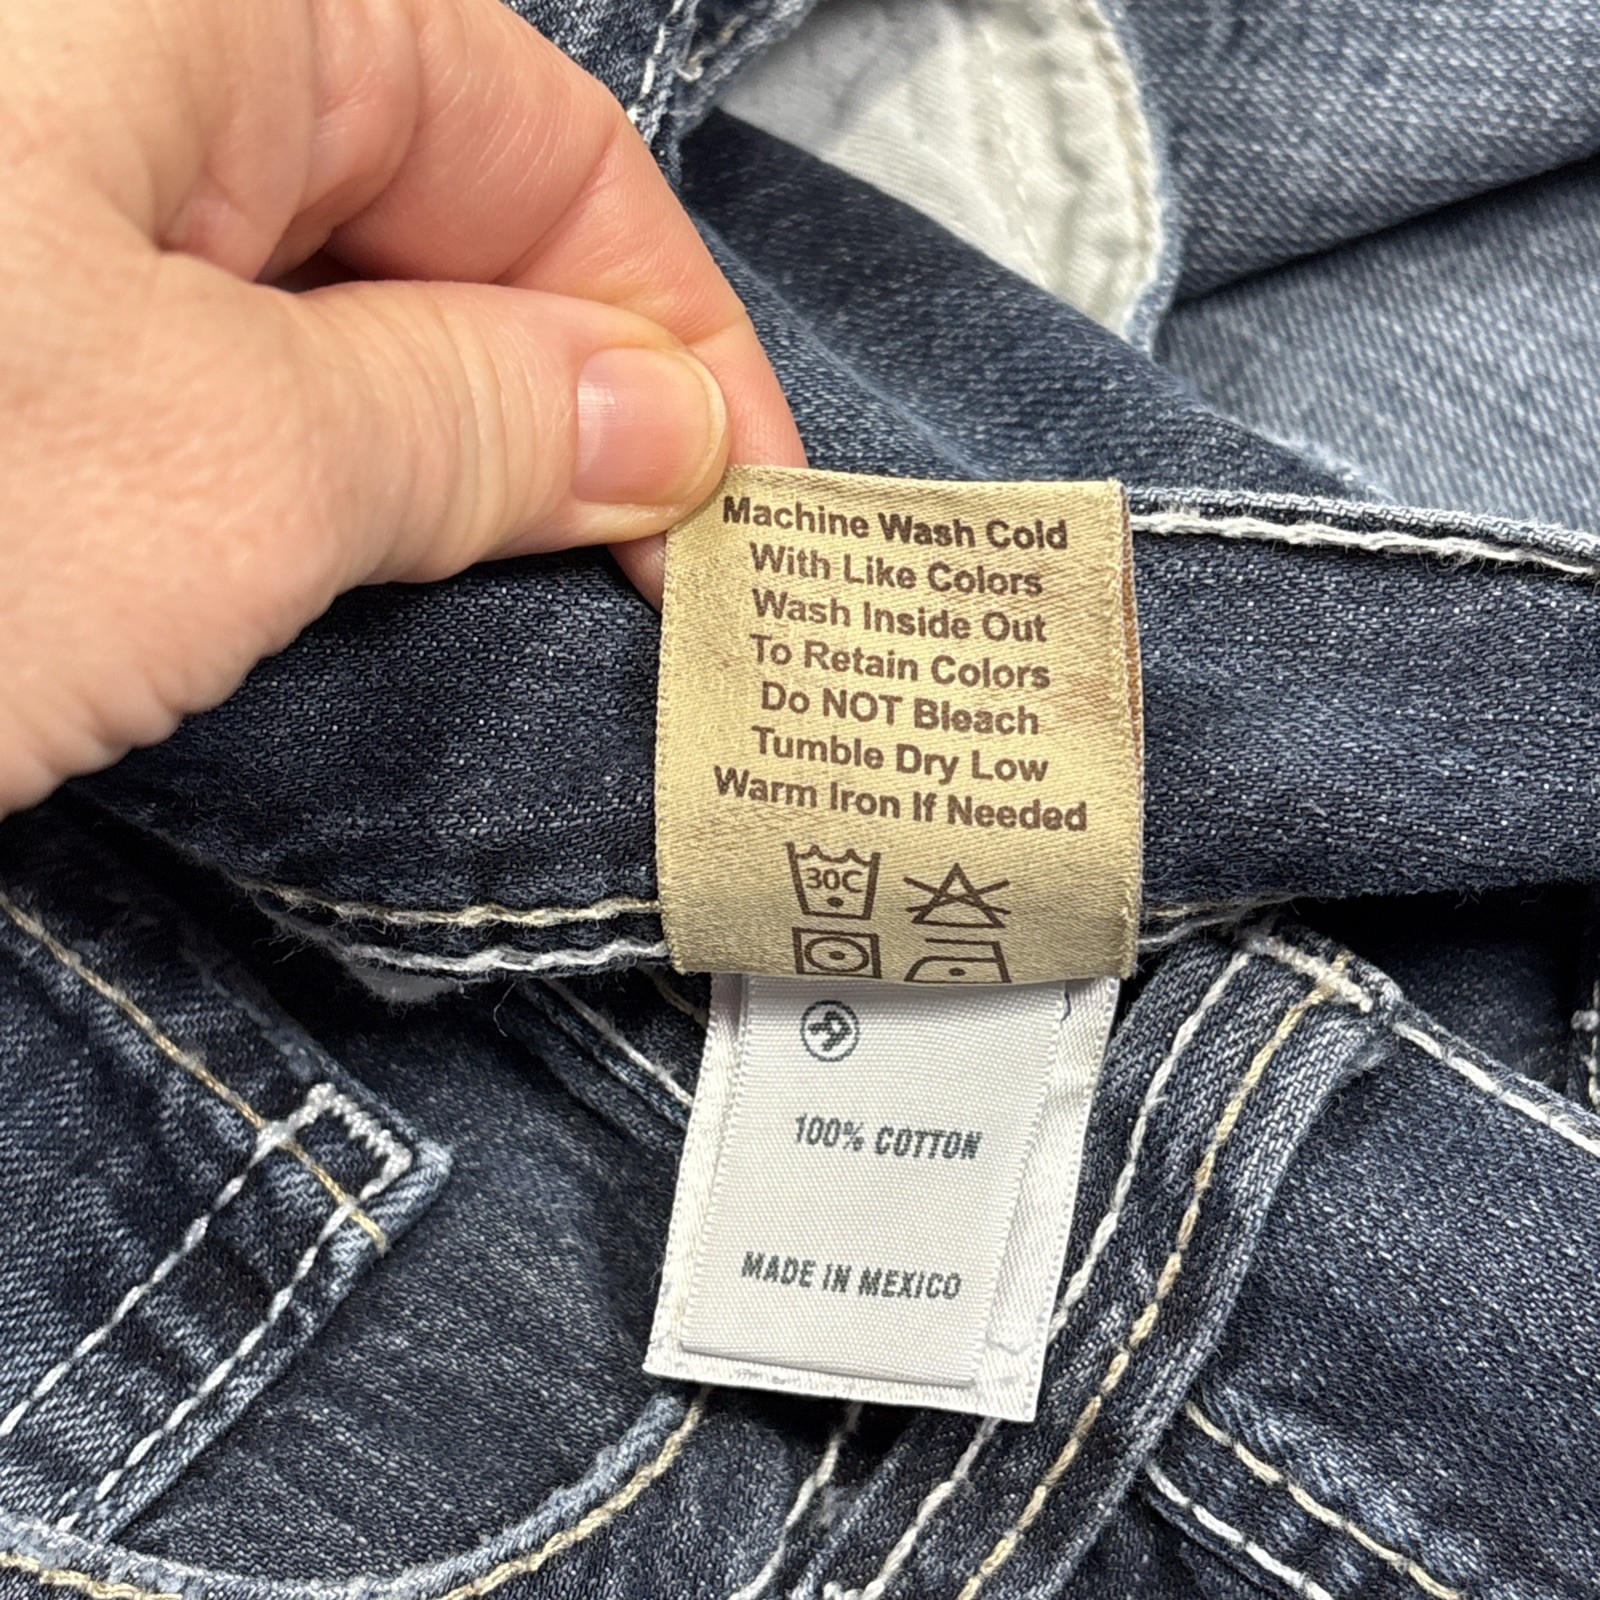 Machine Wash Cold
With Like Colors
Wash Inside Out
To Retain Colors
Do NOT Bleach
Tumble Dry Low
Warm Iron If Needed
30C
100% COTTON
MADE IN MEXICO